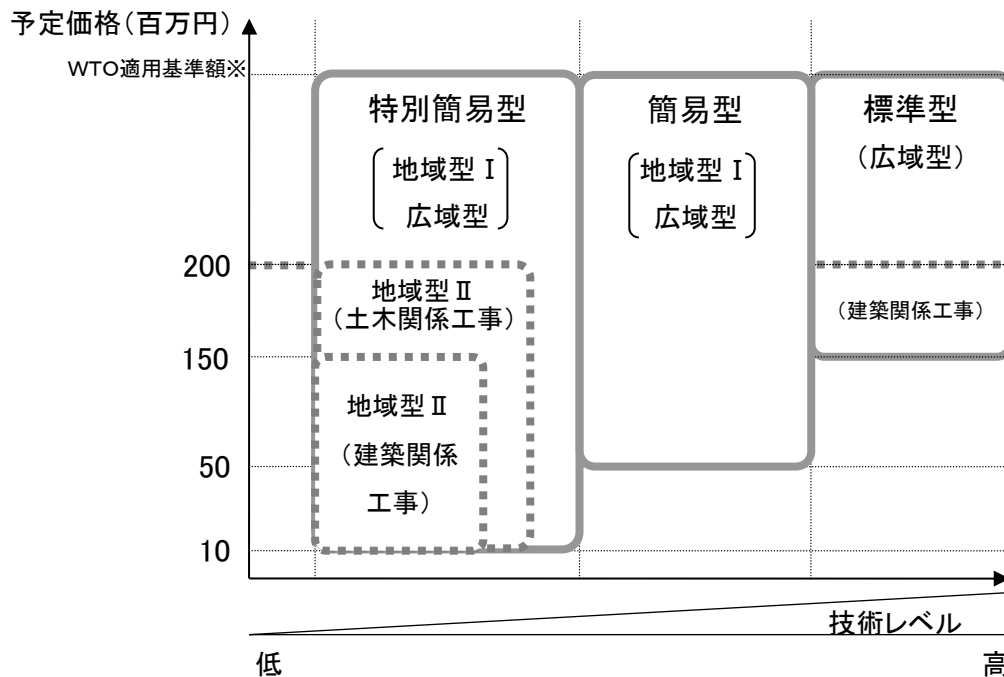 予定価格（百万円）
WTO適用基準額※
特別簡易型
地域型Ⅰ
広域型
簡易型
地域型Ⅰ
広域型
標準型
（広域型）
200
地域型Ⅱ
（土木関係工事）
（建築関係工事）
150
地域型Ⅱ
（建築関係
工事）
50
10
技術レベル
低
高